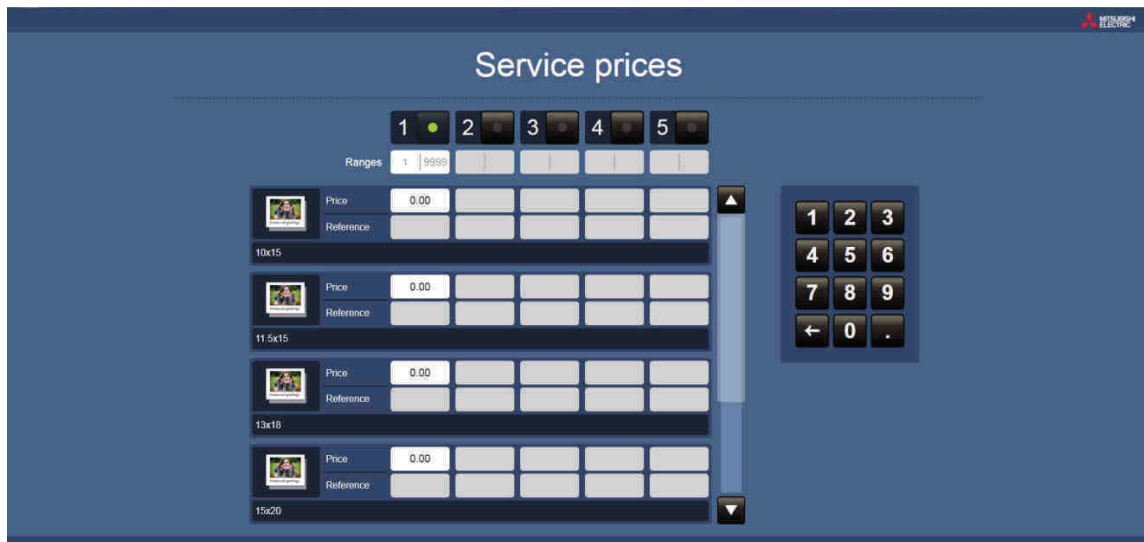 MITSUBISHI
ELECTRIC
Service prices
1 2 3 4 5
Ranges 1 9999
Price 0.00
Reference
10x15
Price 0.00
Reference
11.5x15
Price 0.00
Reference
13x18
Price 0.00
Reference
15x20
1 2 3
4 5 6
7 8 9
← 0 .